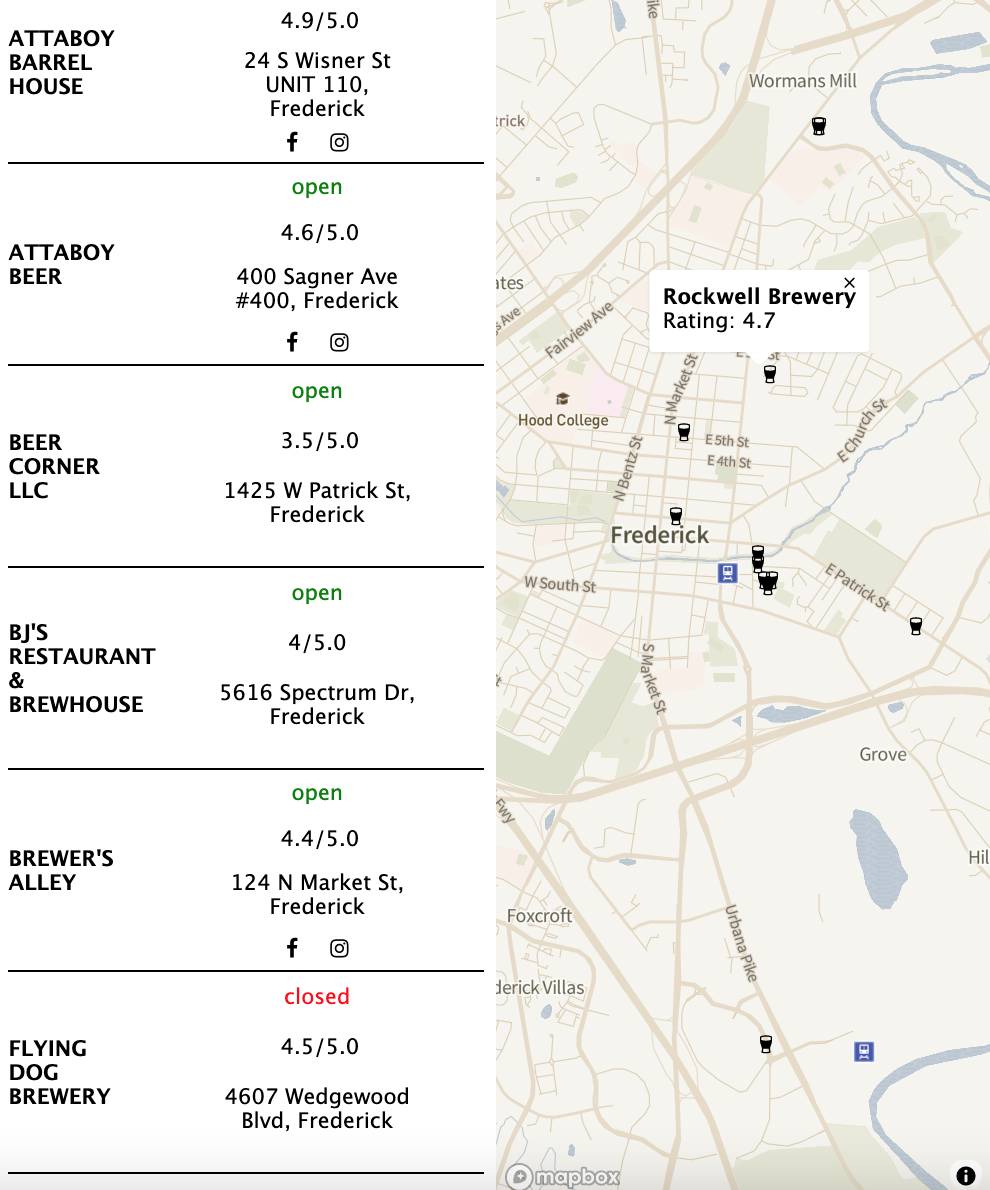 4.9/5.0
ATTABOY
BARREL
HOUSE
24 S Wisner St
UNIT 110,
Frederick
open
4.6/5.0
ATTABOY
BEER
400 Sagner Ave
#400, Frederick
open
3.5/5.0
BEER
CORNER
LLC
1425 W Patrick St,
Frederick
open
BJ'S
RESTAURANT
&
BREWHOUSE
4/5.0
5616 Spectrum Dr,
Frederick
open
4.4/5.0
BREWER'S
ALLEY
124 N Market St,
Frederick
closed
FLYING
DOG
BREWERY
4.5/5.0
4607 Wedgewood
Blvd, Frederick
ike
Wormans Mill
trick
ates
Rockwell Brewery
×
Rating: 4.7
s Ave
Fairview Ave
St
N Market St
Hood College
E Church St
E 5th St
E 4th St
N Bentz St
Frederick
W South St
E Patrick St
S Market St
Grove
Fwy
Hil
Foxcroft
Urbana Pike
derick Villas
mapbox